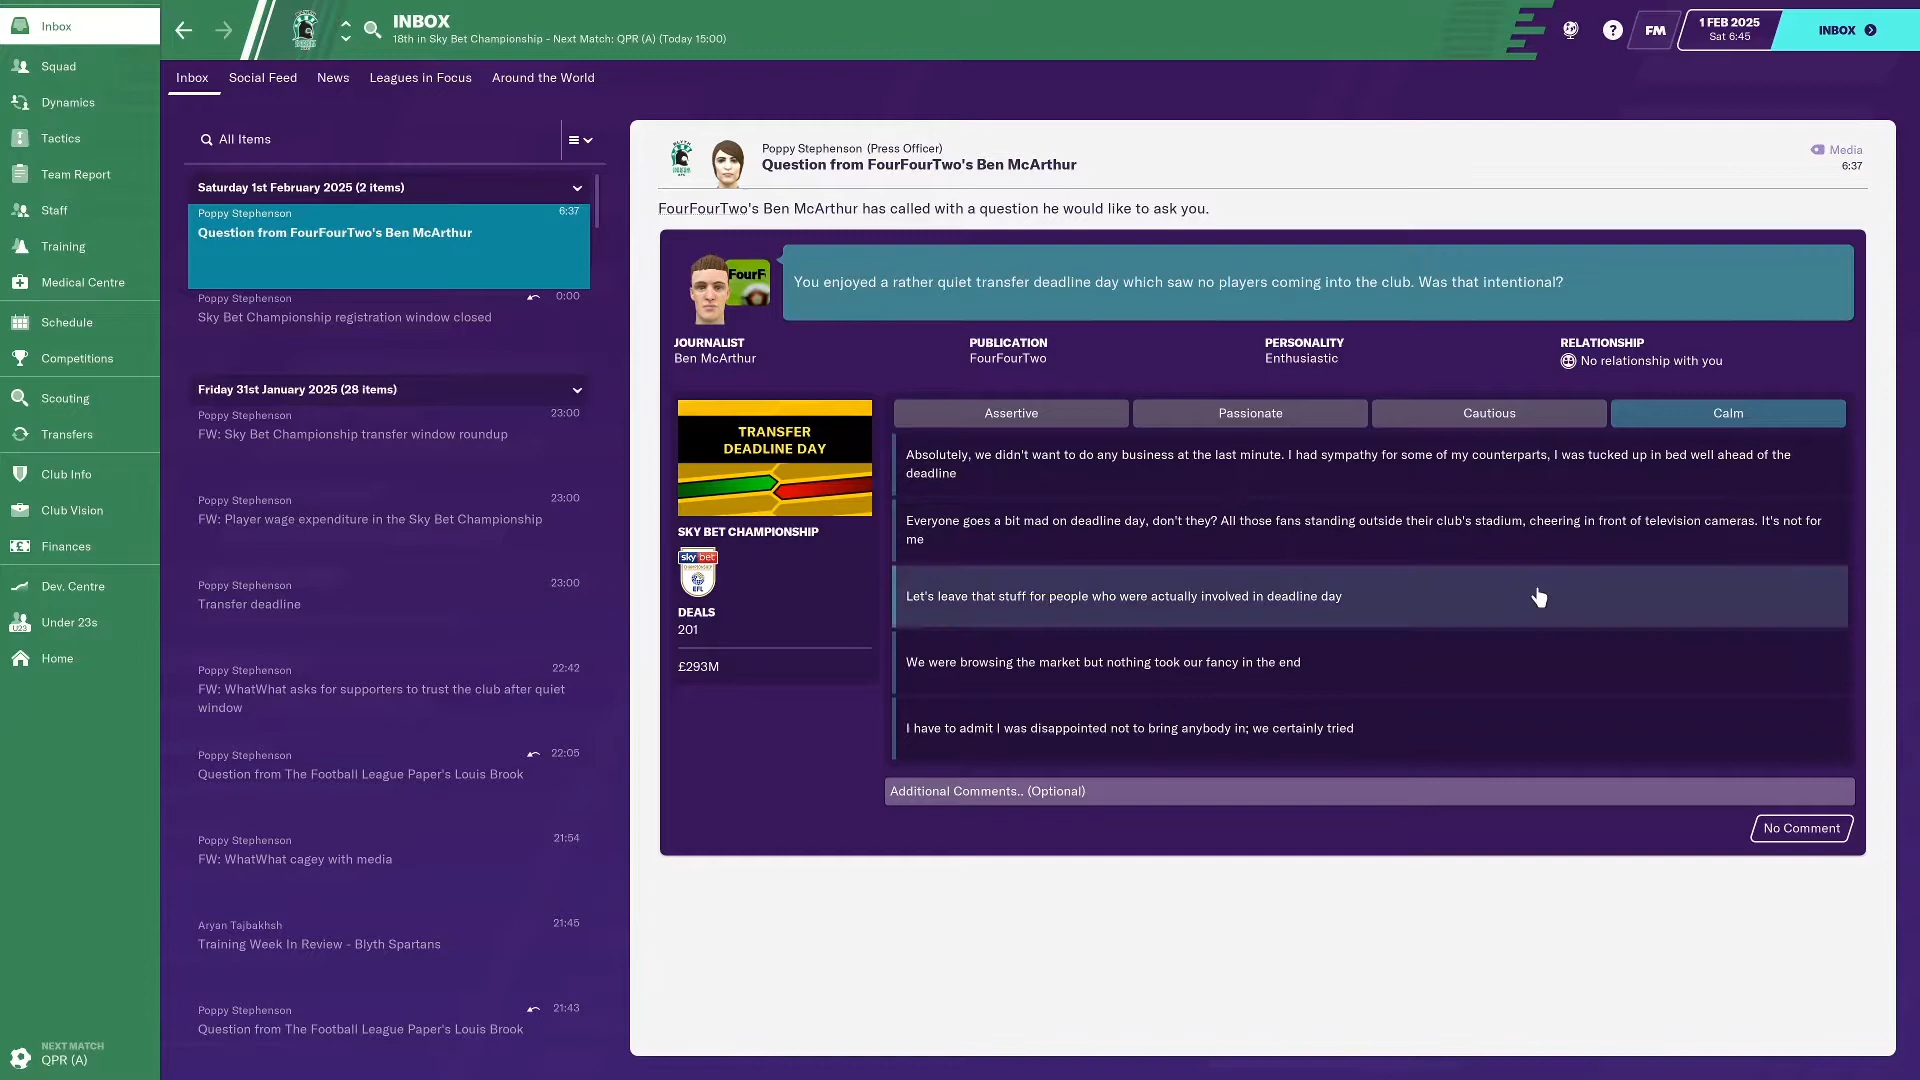 Inbox
Squad
Dynamics
Tactics
Team Report
Staff
Training
Medical Centre
Schedule
Competitions
Scouting
Transfers
Club Info
Club Vision
Finances
Dev. Centre
U23
Under 23s
Home
NEXT MATCH
QPR (A)
INBOX
18th in Sky Bet Championship - Next Match: QPR (A) (Today 15:00)
?
FM
1 FEB 2025
Sat 6:45
INBOX
Inbox
Social Feed
News
Leagues in Focus
Around the World
All Items
Saturday 1st February 2025 (2 items)
Poppy Stephenson
6:37
Question from FourFourTwo's Ben McArthur
Poppy Stephenson
0:00
Sky Bet Championship registration window closed
Friday 31st January 2025 (28 items)
Poppy Stephenson
23:00
FW: Sky Bet Championship transfer window roundup
Poppy Stephenson
23:00
FW: Player wage expenditure in the Sky Bet Championship
Poppy Stephenson
23:00
Transfer deadline
Poppy Stephenson
22:42
FW: WhatWhat asks for supporters to trust the club after quiet
window
Poppy Stephenson
22:05
Question from The Football League Paper's Louis Brook
Poppy Stephenson
21:54
FW: WhatWhat cagey with media
Aryan Tajbakhsh
21:45
Training Week In Review - Blyth Spartans
Poppy Stephenson
21:43
Question from The Football League Paper's Louis Brook
Poppy Stephenson (Press Officer)
Question from FourFourTwo's Ben McArthur
Media
6:37
FourFourTwo's Ben McArthur has called with a question he would like to ask you.
FourF
You enjoyed a rather quiet transfer deadline day which saw no players coming into the club. Was that intentional?
JOURNALIST
Ben McArthur
PUBLICATION
FourFourTwo
PERSONALITY
Enthusiastic
RELATIONSHIP
No relationship with you
TRANSFER
DEADLINE DAY
SKY BET CHAMPIONSHIP
sky bet
CHAMPIONSHIP
EFL
DEALS
201
£293M
Assertive
Passionate
Cautious
Calm
Absolutely, we didn't want to do any business at the last minute. I had sympathy for some of my counterparts, I was tucked up in bed well ahead of the
deadline
Everyone goes a bit mad on deadline day, don't they? All those fans standing outside their club's stadium, cheering in front of television cameras. It's not for
me
Let's leave that stuff for people who were actually involved in deadline day
We were browsing the market but nothing took our fancy in the end
I have to admit I was disappointed not to bring anybody in; we certainly tried
Additional Comments.. (Optional)
No Comment